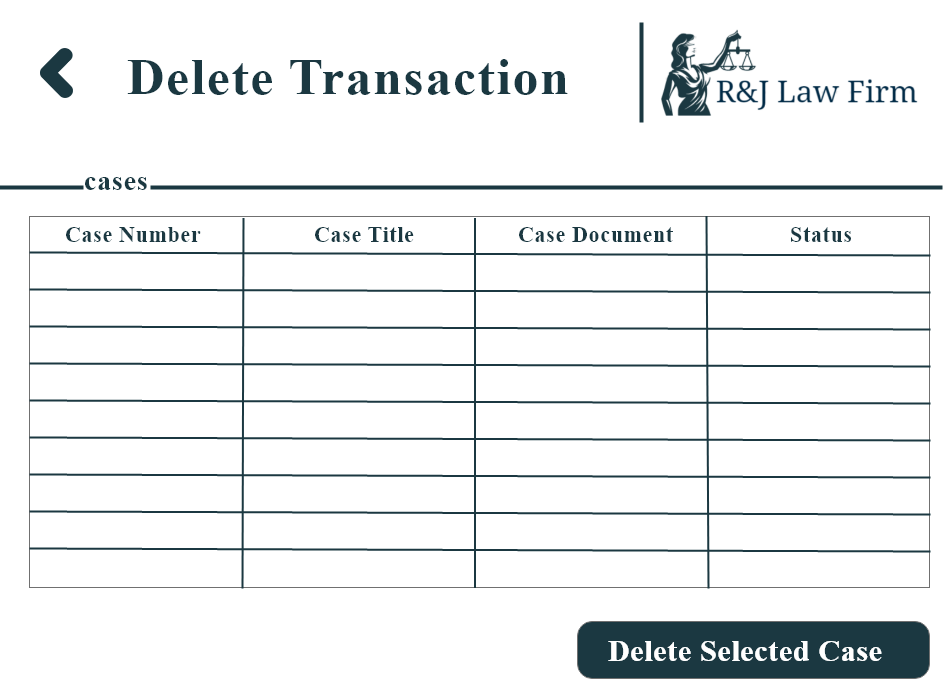 Delete Transaction
R&J Law Firm
cases
Case Number Case Title Case Document Status
Delete Selected Case